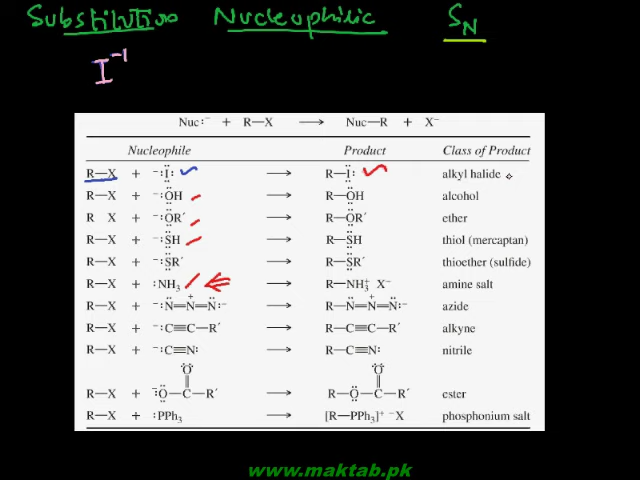 Substitution Nucleophilic SN
I⁻¹
Nuc:⁻ + R—X ⟶ Nuc—R + X⁻
Nucleophile Product Class of Product
R—X + ⁻:I: ⟶ R—I: alkyl halide
R—X + ⁻:OH ⟶ R—OH alcohol
R X + ⁻:OR′ ⟶ R—OR′ ether
R—X + ⁻:SH ⟶ R—SH thiol (mercaptan)
R—X + ⁻:SR′ ⟶ R—SR′ thioether (sulfide)
R—X + :NH₃ ⟶ R—NH₃⁺ X⁻ amine salt
R—X + ⁻:N=N⁺=N:⁻ ⟶ R—N=N⁺=N:⁻ azide
R—X + ⁻:C≡C—R′ ⟶ R—C≡C—R′ alkyne
R—X + ⁻:C≡N: ⟶ R—C≡N: nitrile
O O
R—X + ⁻:O—C—R′ ⟶ R—O—C—R′ ester
R—X + :PPh₃ ⟶ [R—PPh₃]⁺ ⁻X phosphonium salt
www.maktab.pk